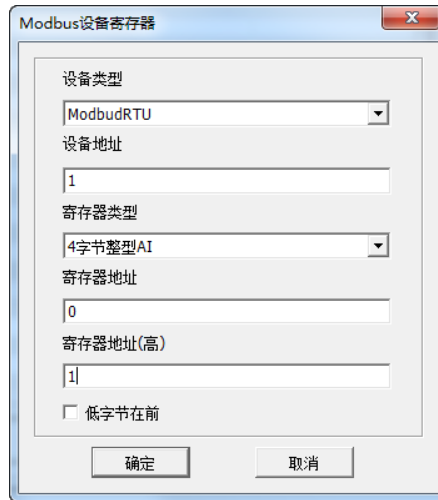 Modbus设备寄存器
设备类型
ModbudRTU
设备地址
1
寄存器类型
4字节整型AI
寄存器地址
0
寄存器地址(高)
1
低字节在前
确定
取消